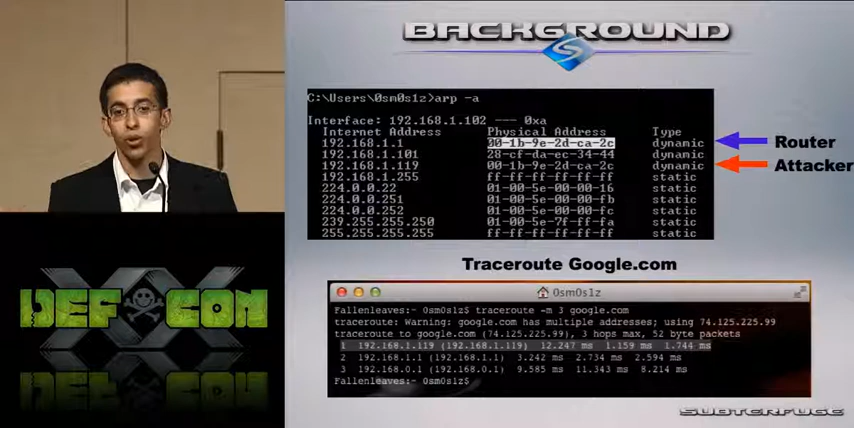 BACKGROUND
C:\Users\0sm0s1z>arp -a
Interface: 192.168.1.102 --- 0xa
Internet Address Physical Address Type
192.168.1.1 00-1b-9e-2d-ca-2c dynamic
192.168.1.101 28-cf-da-ec-34-44 dynamic
192.168.1.119 00-1b-9e-2d-ca-2c dynamic
192.168.1.255 ff-ff-ff-ff-ff-ff static
224.0.0.22 01-00-5e-00-00-16 static
224.0.0.251 01-00-5e-00-00-fb static
224.0.0.252 01-00-5e-00-00-fc static
239.255.255.250 01-00-5e-7f-ff-fa static
255.255.255.255 ff-ff-ff-ff-ff-ff static
Router
Attacker
Traceroute Google.com
0sm0s1z
Fallenleaves:~ 0sm0s1z$ traceroute -m 3 google.com
traceroute: Warning: google.com has multiple addresses; using 74.125.225.99
traceroute to google.com (74.125.225.99), 3 hops max, 52 byte packets
1 192.168.1.119 (192.168.1.119) 12.247 ms 1.159 ms 1.744 ms
2 192.168.1.1 (192.168.1.1) 3.242 ms 2.734 ms 2.594 ms
3 192.168.0.1 (192.168.0.1) 9.585 ms 11.343 ms 8.214 ms
Fallenleaves:~ 0sm0s1z$
SUBTERFUGE
XX
DEF CON